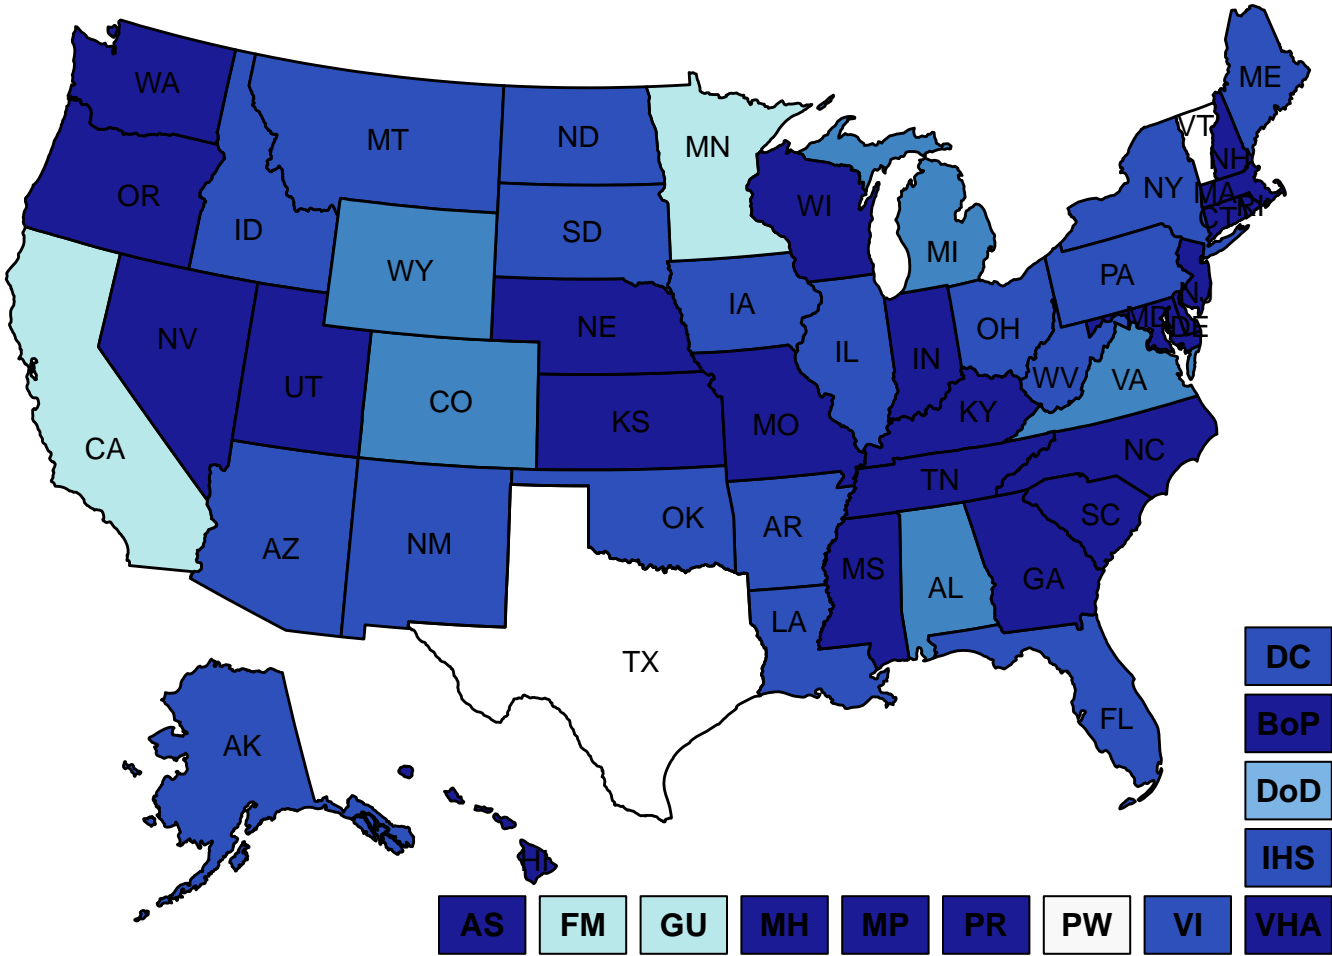 ME
WA
VT
MT
ND
MN
NH
OR
NY
MA
WI
RI
CT
ID
SD
MI
WY
PA
NJ
IA
MD
DE
NE
OH
NV
IL
IN
WV
VA
UT
CO
KY
KS
MO
CA
NC
TN
SC
OK
AR
AZ
NM
MS
GA
AL
LA
TX
DC
FL
BoP
AK
DoD
HI
IHS
AS FM GU MH MP PR PW VI VHA